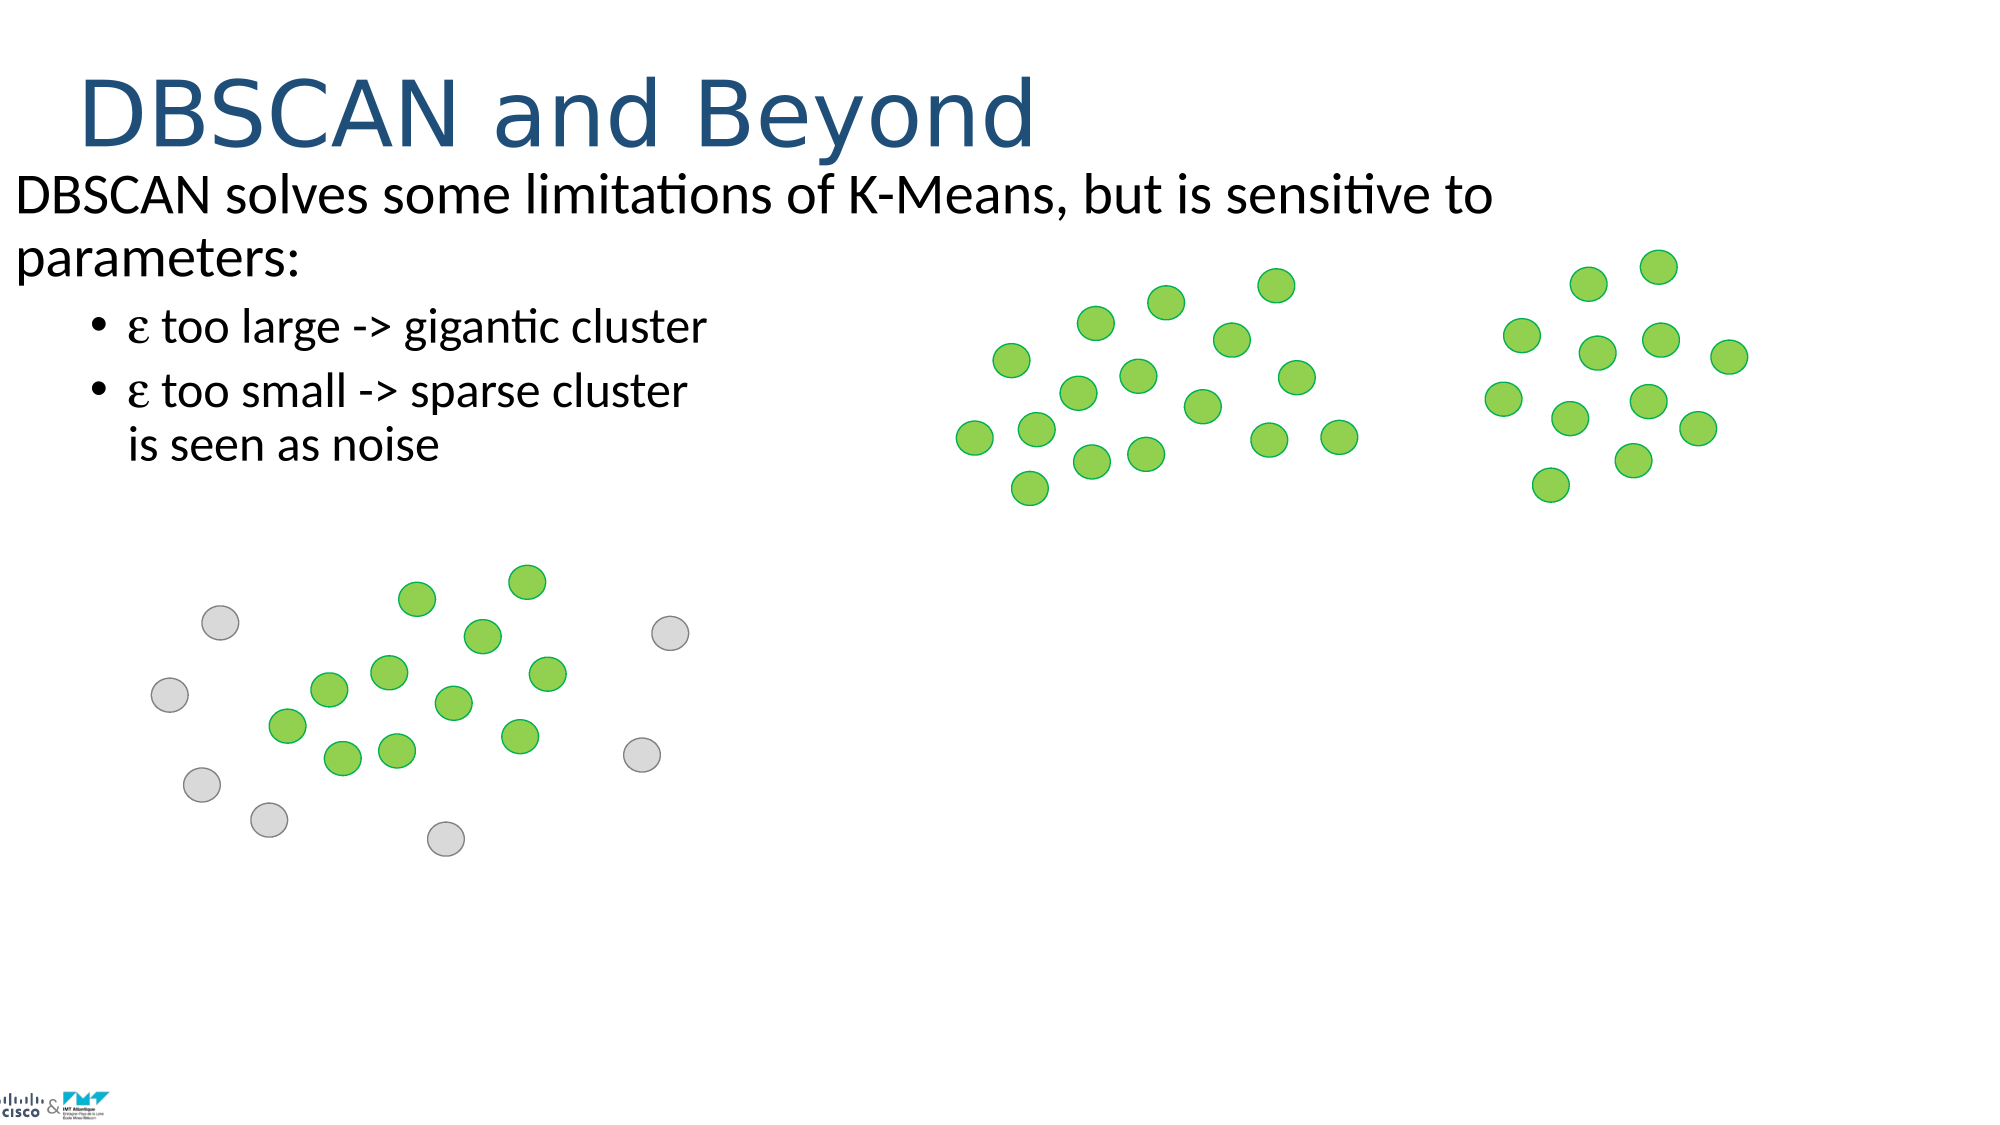 DBSCAN and Beyond
DBSCAN solves some limitations of K-Means, but is sensitive to
parameters:
• ε too large -> gigantic cluster
• ε too small -> sparse cluster
is seen as noise
CISCO & IMT Atlantique